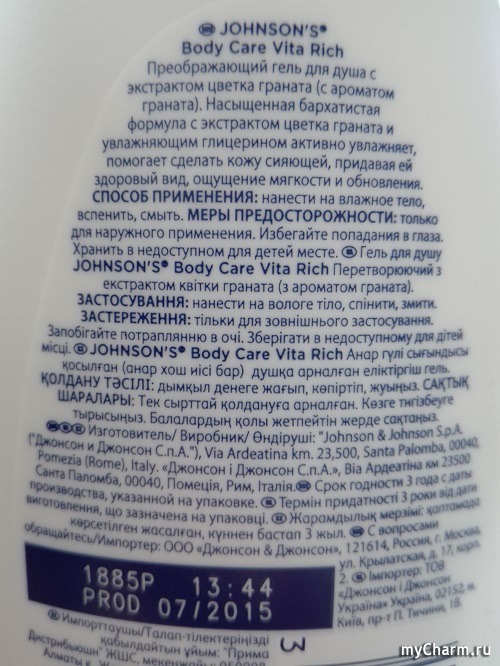 JOHNSON'S®
Body Care Vita Rich
Преображающий гель для душа с
экстрактом цветка граната (с ароматом
граната). Насыщенная бархатистая
формула с экстрактом цветка граната и
увлажняющим глицерином активно увлажняет,
помогает сделать кожу сияющей, придавая ей
здоровый вид, ощущение мягкости и обновления.
СПОСОБ ПРИМЕНЕНИЯ: нанести на влажное тело,
вспенить, смыть. МЕРЫ ПРЕДОСТОРОЖНОСТИ: только
для наружного применения. Избегайте попадания в глаза.
Хранить в недоступном для детей месте. Гель для душу
JOHNSON'S® Body Care Vita Rich Перетворюючий з
екстрактом квітки граната (з ароматом граната).
ЗАСТОСУВАННЯ: нанести на вологе тіло, спінити, змити.
ЗАСТЕРЕЖЕННЯ: тільки для зовнішнього застосування.
Запобігайте потраплянню в очі. Зберігати в недоступному для дітей
місці. JOHNSON'S® Body Care Vita Rich Анар гүлі сығындысы
қосылған (анар хош иісі бар) душқа арналған еліктіргіш гель.
ҚОЛДАНУ ТӘСІЛІ: дымқыл денеге жағып, көпіртіп, жуыңыз. САҚТЫҚ
ШАРАЛАРЫ: Тек сырттай қолдануға арналған. Көзге тигізбеуге
тырысыңыз. Балалардың қолы жетпейтін жерде сақтаңыз.
Изготовитель/ Виробник/ Өндіруші: "Johnson & Johnson S.p.A.
("Джонсон и Джонсон С.п.А."), Via Ardeatina km. 23,500, Santa Palomba, 00040,
Pomezia (Rome), Italy. «Джонсон і Джонсон С.п.А.», Віа Ардеатіна км 23500
Санта Паломба, 00040, Помеція, Рим, Італія. Срок годности 3 года с даты
производства, указанной на упаковке. Термін придатності 3 роки від дати
виготовлення, що зазначена на упаковці. Жарамдылық мерзімі: қаптамада
көрсетілген жасалған, күннен бастап 3 жыл. С вопросами
обращайтесь/Импортер: ООО «Джонсон & Джонсон», 121614, Россия, г. Москва,
ул. Крылатская, д. 17, корп.
2. Імпортер: ТОВ
«Джонсон і Джонсон
Україна» Україна, 02152, м.
Київ, пр-т П. Тичини, 1В.
1885P 13:44
PROD 07/2015
Импорттаушы/Талап-тілектеріңізді
қабылдайтын ұйым: "Прима
Дистрибьюшн" ЖШС, мекенжайы:
Алматы к.
3
myCharm.ru